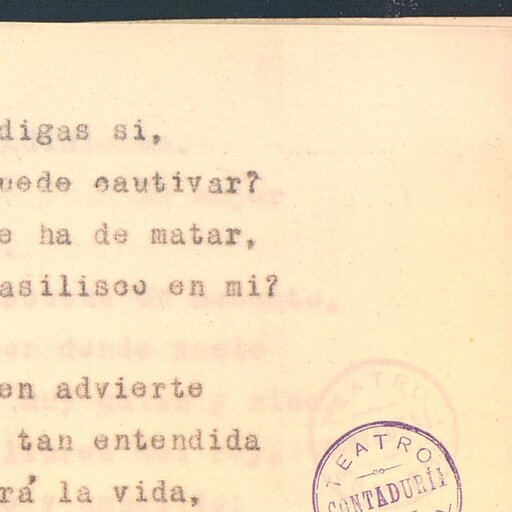 digas si,
uede cautivar?
e ha de matar,
asilisco en mi?
en advierte
tan entendida
rá la vida,
TEATRO
CONTADURÍA